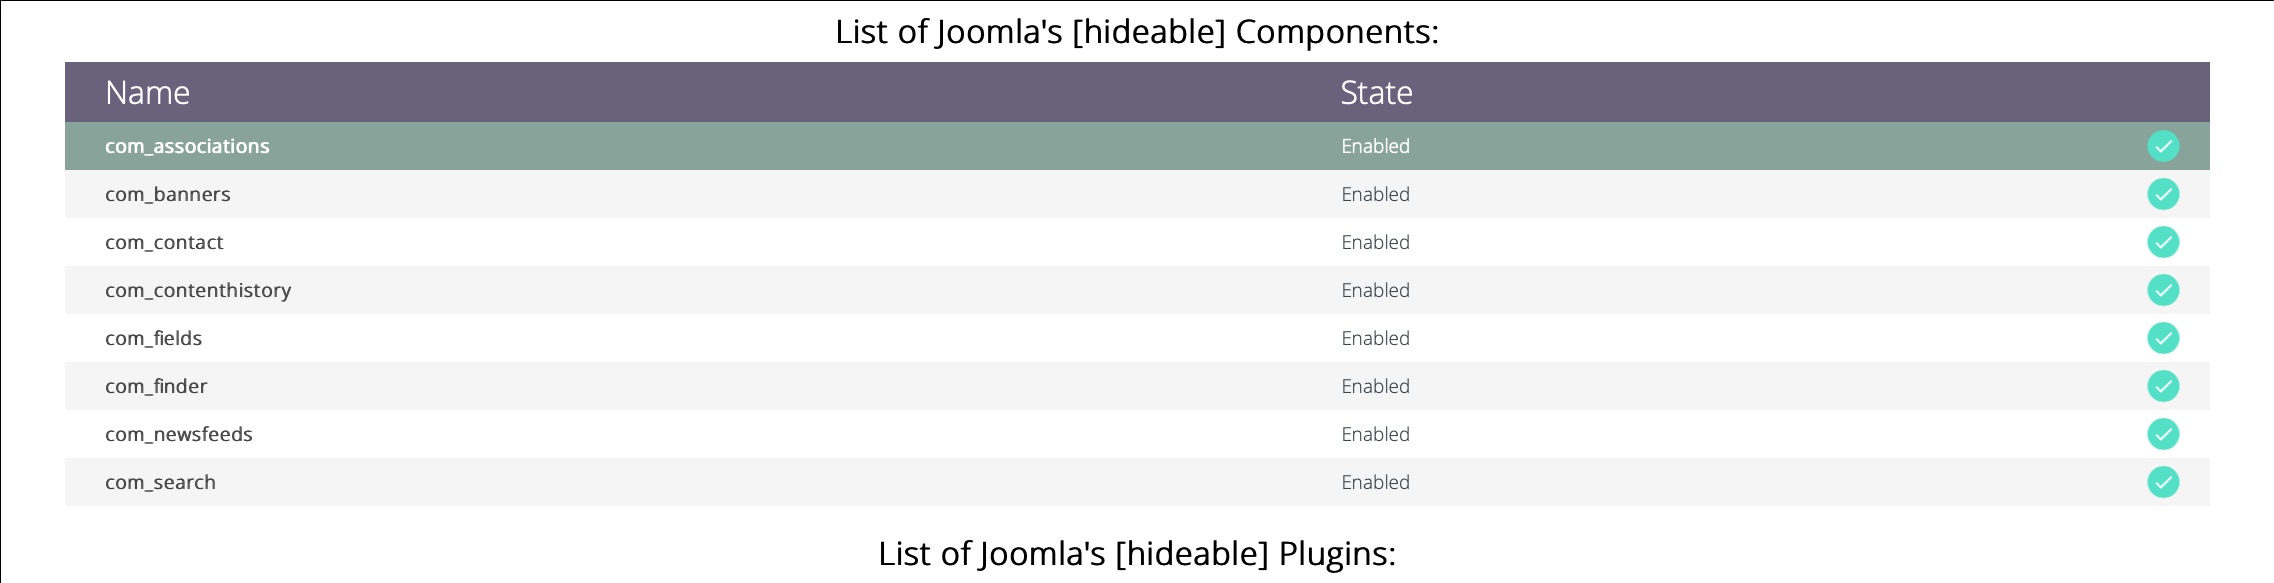 List of Joomla's [hideable] Components:
Name State
com_associations Enabled
com_banners Enabled
com_contact Enabled
com_contenthistory Enabled
com_fields Enabled
com_finder Enabled
com_newsfeeds Enabled
com_search Enabled
List of Joomla's [hideable] Plugins: